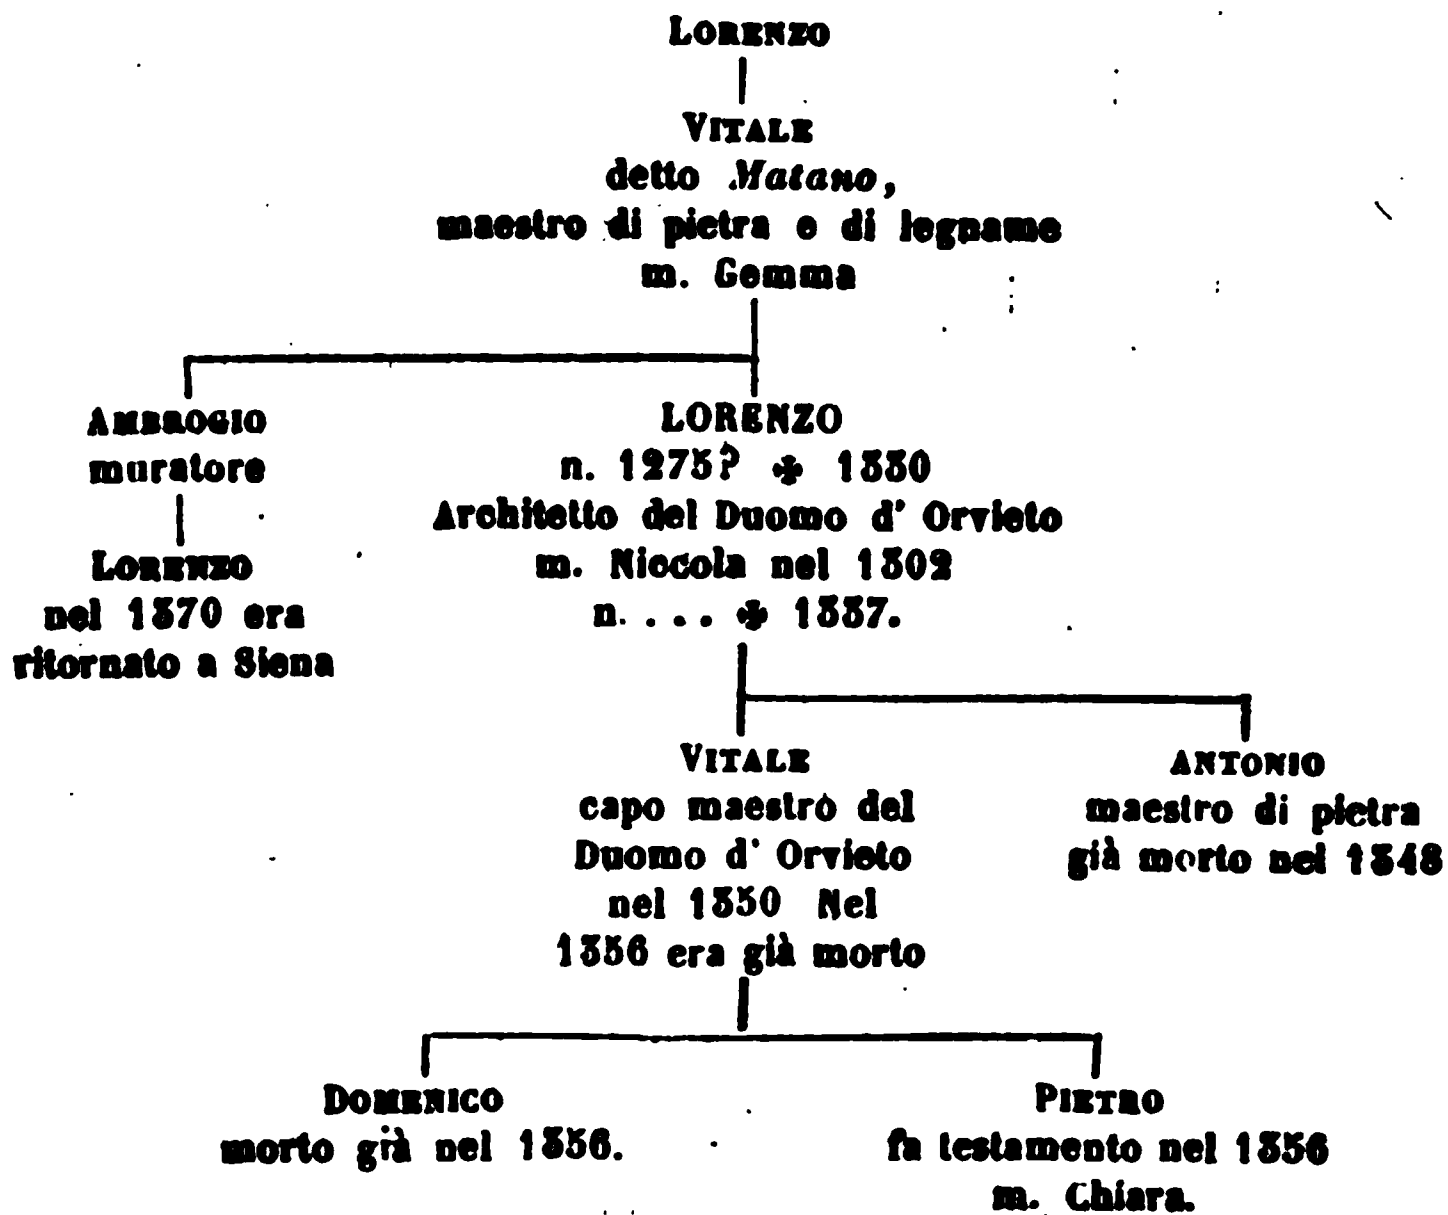 LORENZO
VITALE
detto Matano,
maestro di pietra e di legname
m. Gemma
AMBROGIO
muratore
LORENZO
nel 1370 era
ritornato a Siena
LORENZO
n. 1275? ✠ 1330
Architetto del Duomo d' Orvieto
m. Niccola nel 1302
n. . . . ✠ 1337.
VITALE
capo maestro del
Duomo d' Orvieto
nel 1330 Nel
1356 era già morto
ANTONIO
maestro di pietra
già morto nel 1348
DOMENICO
morto già nel 1356.
PIETRO
fa testamento nel 1356
m. Chiara.